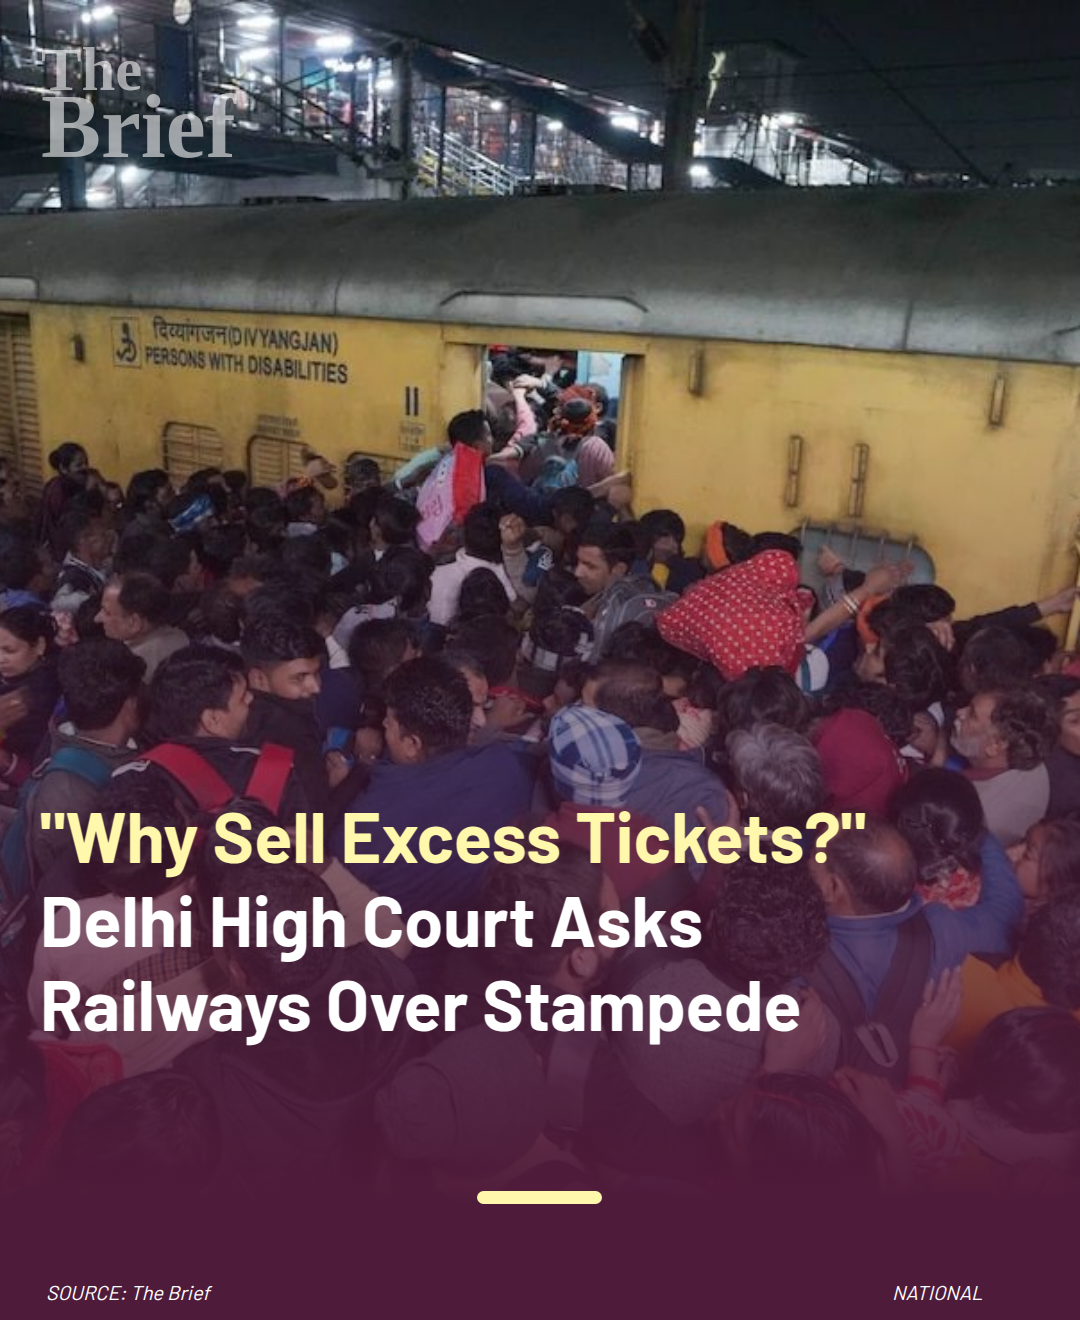 The
Brief
दिव्यांगजन(DIVYANGJAN)
PERSONS WITH DISABILITIES
"Why Sell Excess Tickets?"
Delhi High Court Asks
Railways Over Stampede
SOURCE: The Brief
NATIONAL